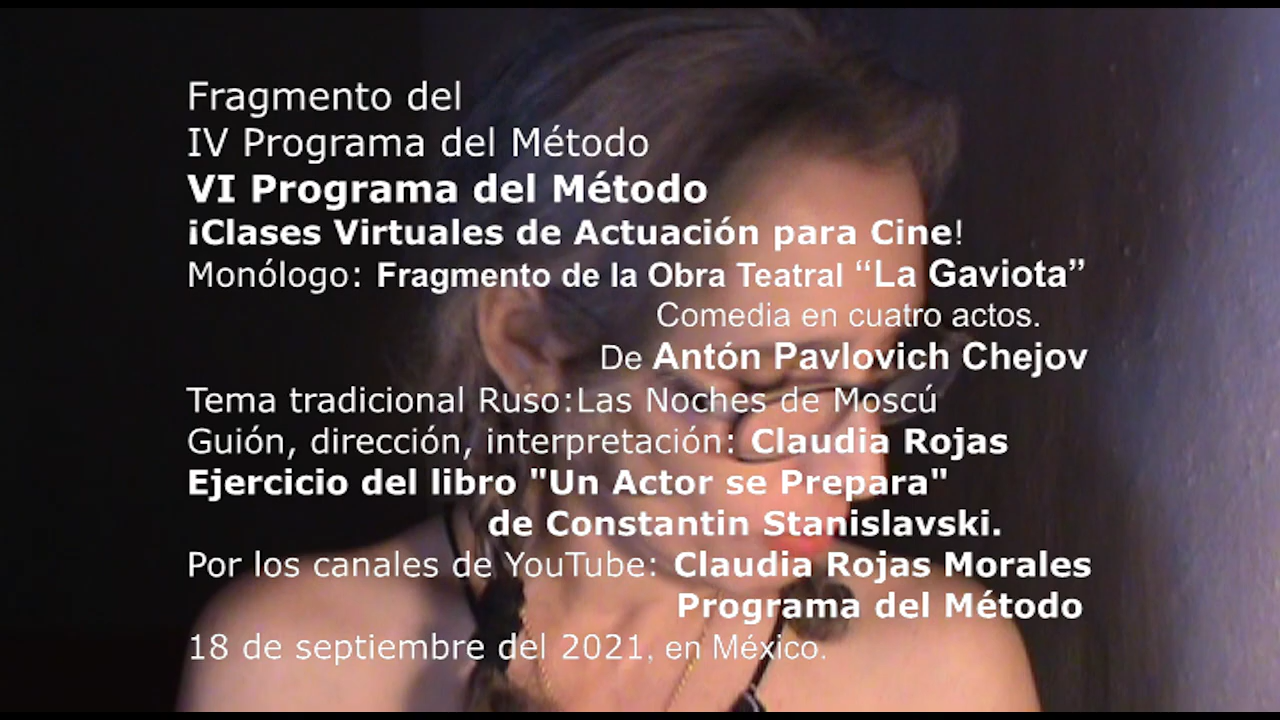 Fragmento del
IV Programa del Método
VI Programa del Método
¡Clases Virtuales de Actuación para Cine!
Monólogo: Fragmento de la Obra Teatral “La Gaviota”
Comedia en cuatro actos.
De Antón Pavlovich Chejov
Tema tradicional Ruso:Las Noches de Moscú
Guión, dirección, interpretación: Claudia Rojas
Ejercicio del libro "Un Actor se Prepara"
de Constantin Stanislavski.
Por los canales de YouTube: Claudia Rojas Morales
Programa del Método
18 de septiembre del 2021, en México.